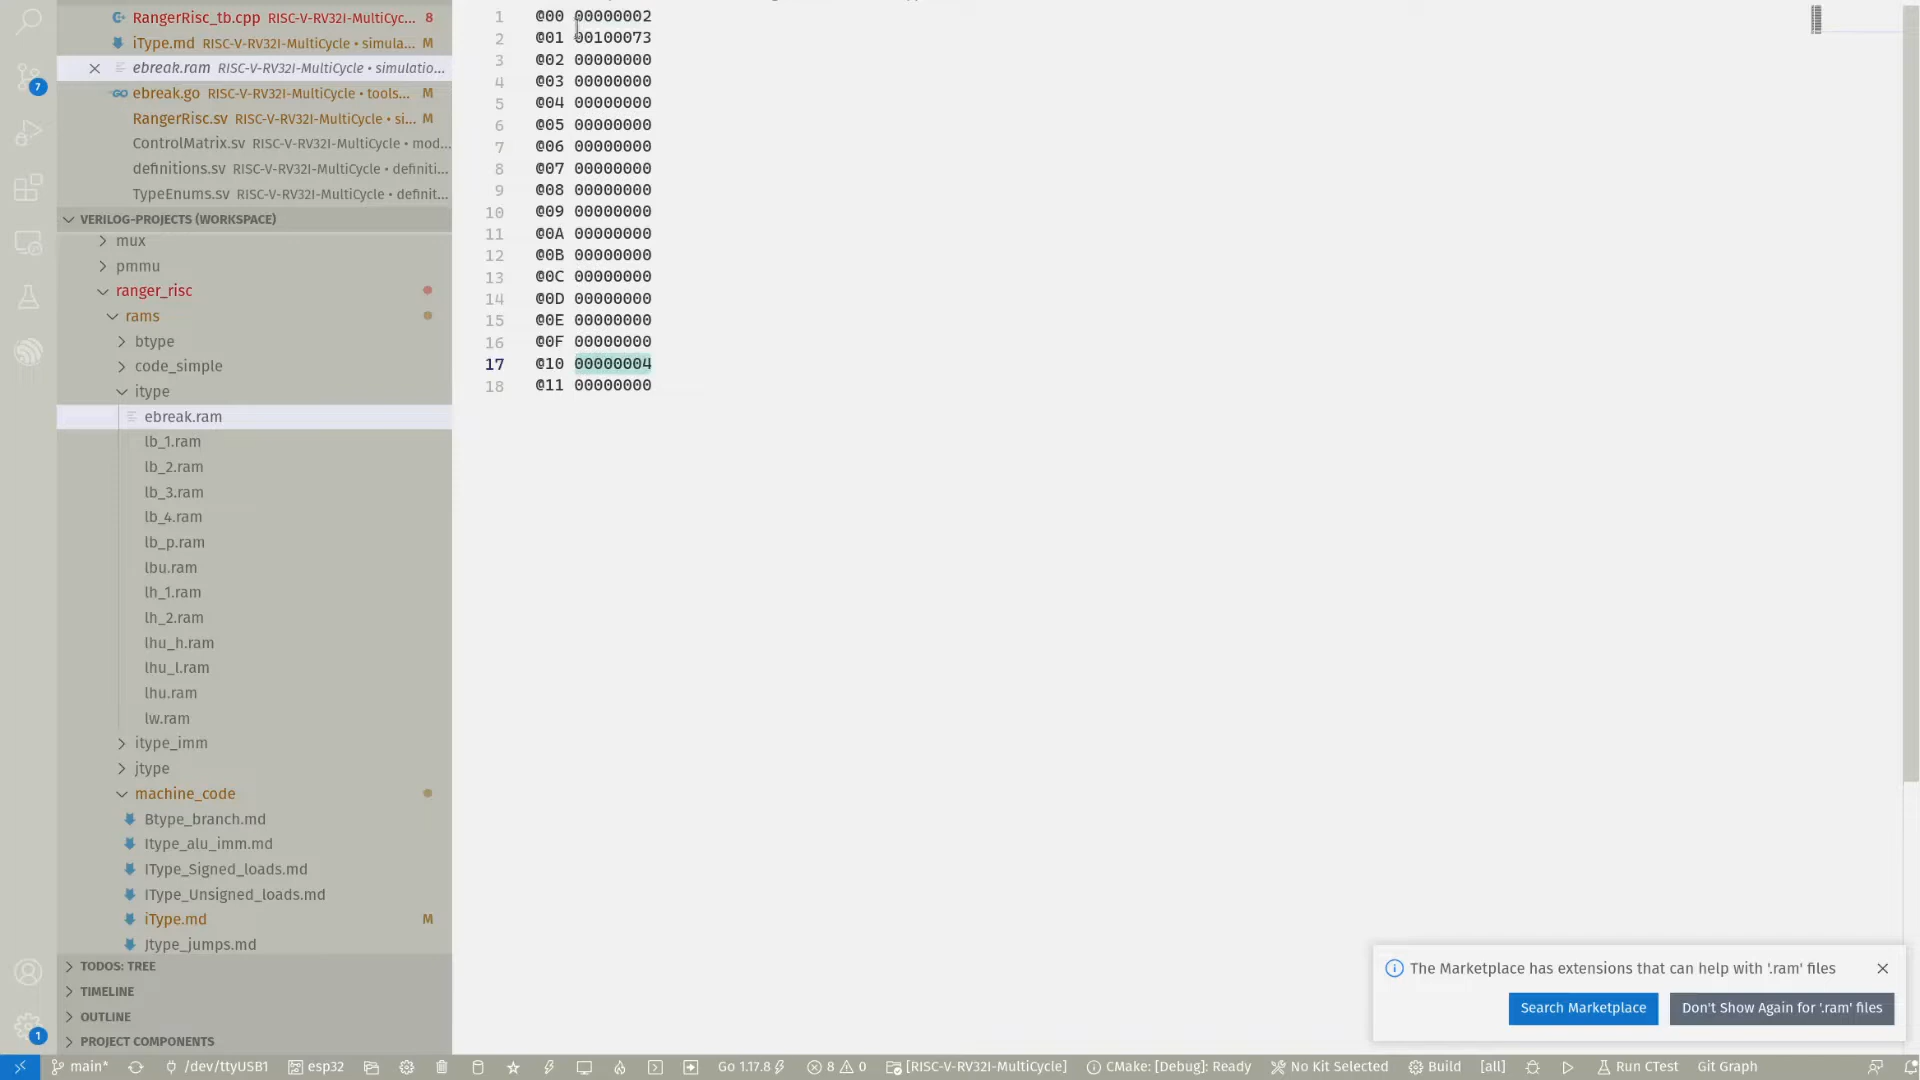 RangerRisc_tb.cpp RISC-V-RV32I-MultiCyc... 8
iType.md RISC-V-RV32I-MultiCycle • simula... M
ebreak.ram RISC-V-RV32I-MultiCycle • simulatio...
ebreak.go RISC-V-RV32I-MultiCycle • tools... M
RangerRisc.sv RISC-V-RV32I-MultiCycle • si... M
ControlMatrix.sv RISC-V-RV32I-MultiCycle • mod...
definitions.sv RISC-V-RV32I-MultiCycle • definiti...
TypeEnums.sv RISC-V-RV32I-MultiCycle • definit...
VERILOG-PROJECTS (WORKSPACE)
mux
pmmu
ranger_risc
rams
btype
code_simple
itype
ebreak.ram
lb_1.ram
lb_2.ram
lb_3.ram
lb_4.ram
lb_p.ram
lbu.ram
lh_1.ram
lh_2.ram
lhu_h.ram
lhu_l.ram
lhu.ram
lw.ram
itype_imm
jtype
machine_code
Btype_branch.md
Itype_alu_imm.md
IType_Signed_loads.md
IType_Unsigned_loads.md
iType.md M
Jtype_jumps.md
TODOS: TREE
TIMELINE
OUTLINE
PROJECT COMPONENTS
7
1
1 @00 00000002
2 @01 00100073
3 @02 00000000
4 @03 00000000
5 @04 00000000
6 @05 00000000
7 @06 00000000
8 @07 00000000
9 @08 00000000
10 @09 00000000
11 @0A 00000000
12 @0B 00000000
13 @0C 00000000
14 @0D 00000000
15 @0E 00000000
16 @0F 00000000
17 @10 00000004
18 @11 00000000
The Marketplace has extensions that can help with '.ram' files
Search Marketplace Don't Show Again for '.ram' files
main* /dev/ttyUSB1 esp32 Go 1.17.8 8 0 [RISC-V-RV32I-MultiCycle] CMake: [Debug]: Ready No Kit Selected Build [all] Run CTest Git Graph